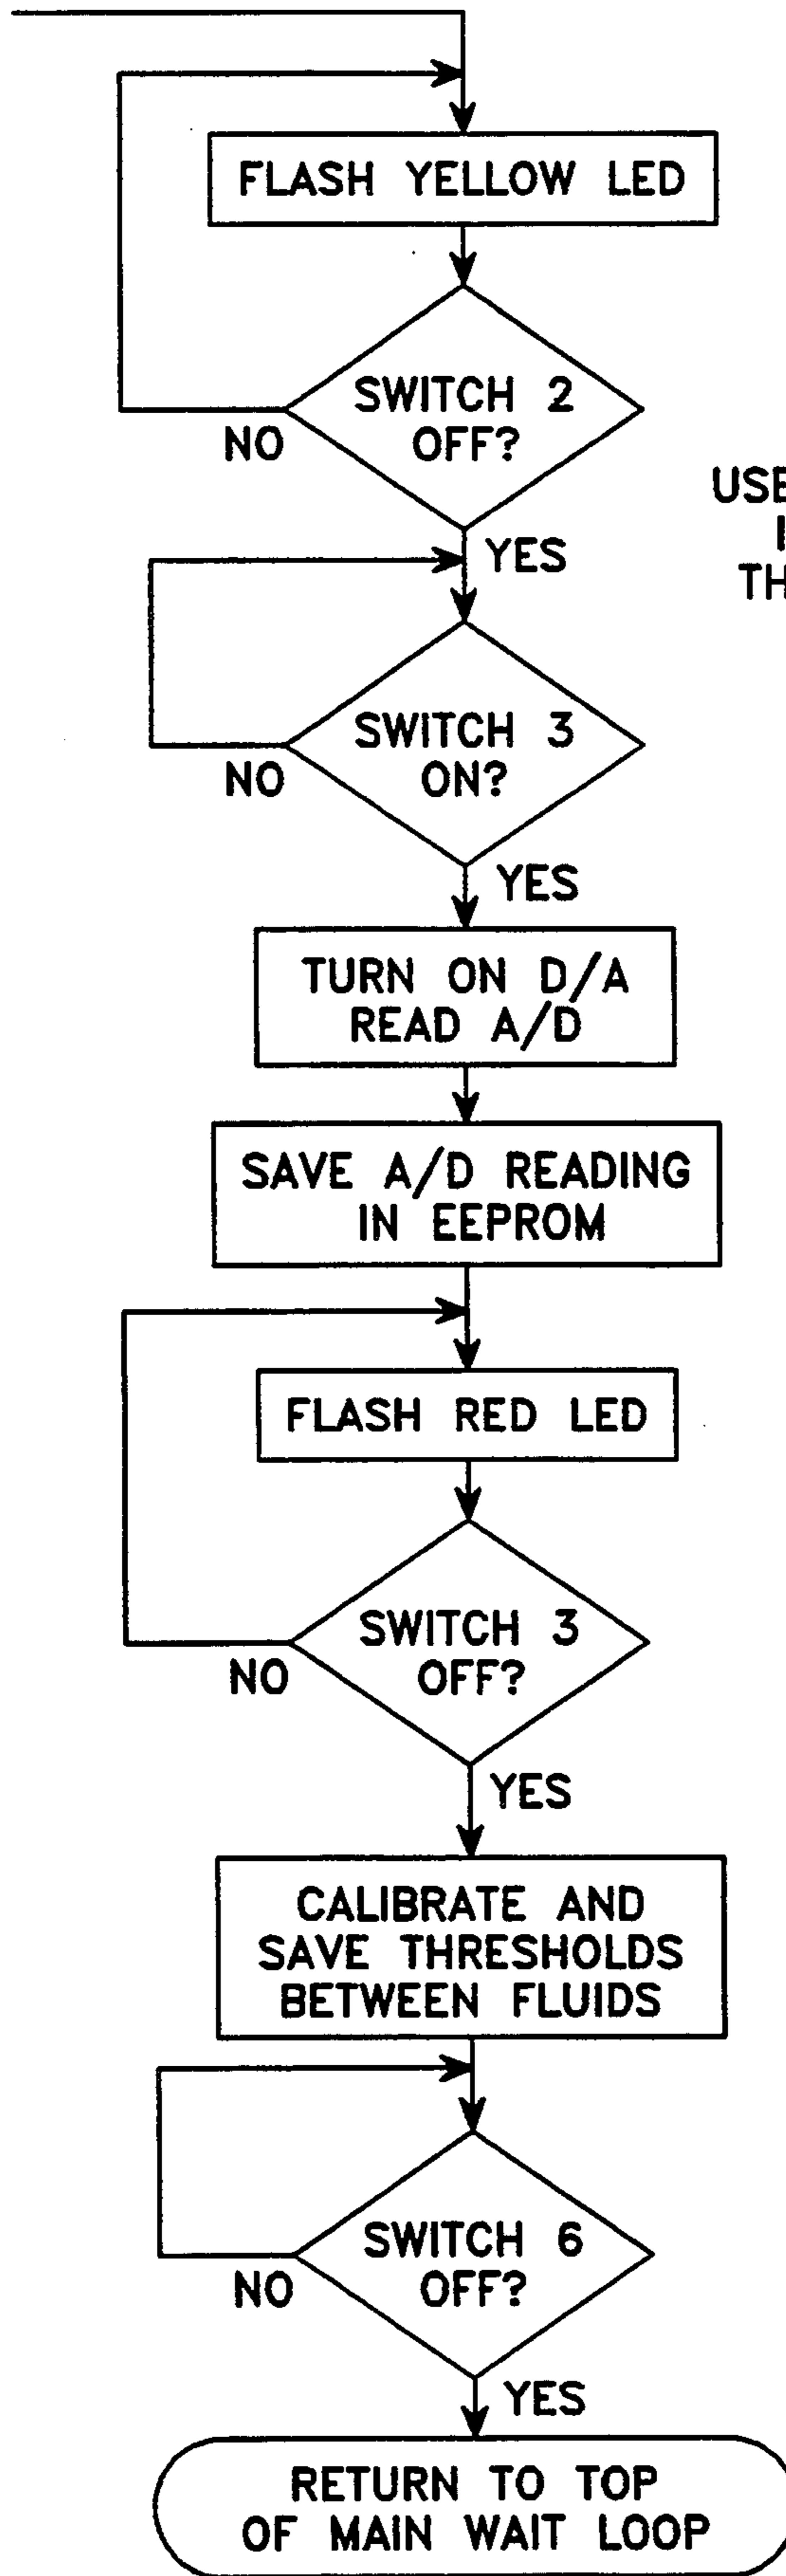 FLASH YELLOW LED
SWITCH 2
OFF?
NO
YES
SWITCH 3
ON?
NO
YES
TURN ON D/A
READ A/D
SAVE A/D READING
IN EEPROM
FLASH RED LED
SWITCH 3
OFF?
NO
YES
CALIBRATE AND
SAVE THRESHOLDS
BETWEEN FLUIDS
SWITCH 6
OFF?
NO
YES
RETURN TO TOP
OF MAIN WAIT LOOP